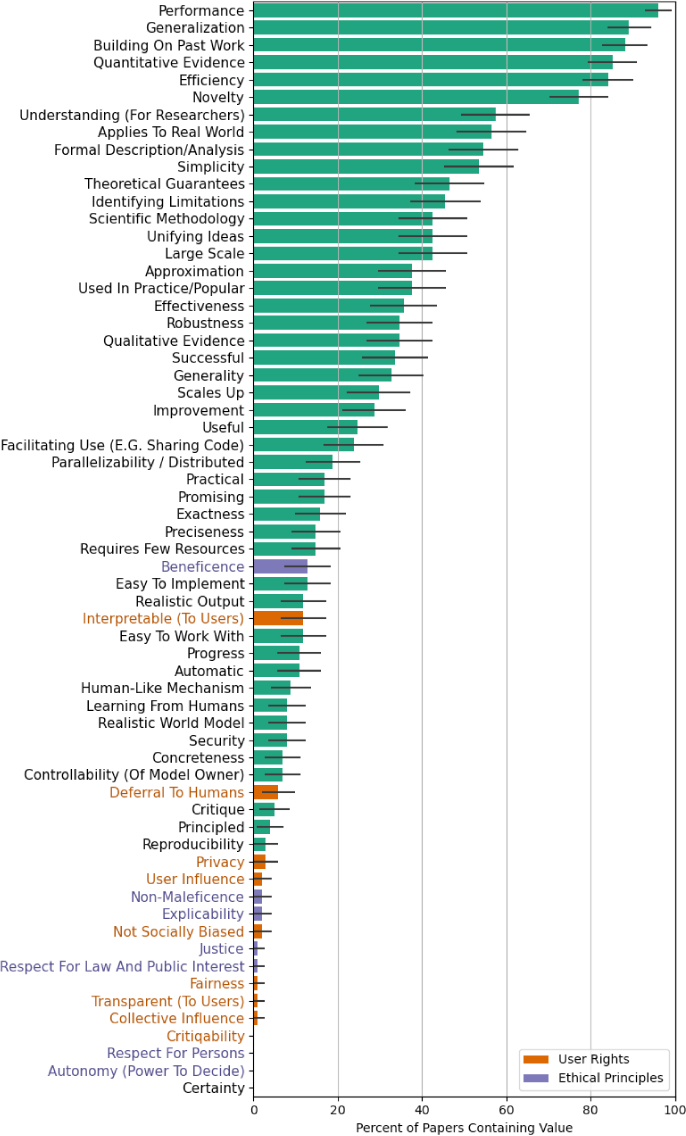 Performance
Generalization
Building On Past Work
Quantitative Evidence
Efficiency
Novelty
Understanding (For Researchers)
Applies To Real World
Formal Description/Analysis
Simplicity
Theoretical Guarantees
Identifying Limitations
Scientific Methodology
Unifying Ideas
Large Scale
Approximation
Used In Practice/Popular
Effectiveness
Robustness
Qualitative Evidence
Successful
Generality
Scales Up
Improvement
Useful
Facilitating Use (E.G. Sharing Code)
Parallelizability / Distributed
Practical
Promising
Exactness
Preciseness
Requires Few Resources
Beneficence
Easy To Implement
Realistic Output
Interpretable (To Users)
Easy To Work With
Progress
Automatic
Human-Like Mechanism
Learning From Humans
Realistic World Model
Security
Concreteness
Controllability (Of Model Owner)
Deferral To Humans
Critique
Principled
Reproducibility
Privacy
User Influence
Non-Maleficence
Explicability
Not Socially Biased
Justice
Respect For Law And Public Interest
Fairness
Transparent (To Users)
Collective Influence
Critiqability
Respect For Persons
Autonomy (Power To Decide)
Certainty
User Rights
Ethical Principles
0 20 40 60 80 100
Percent of Papers Containing Value